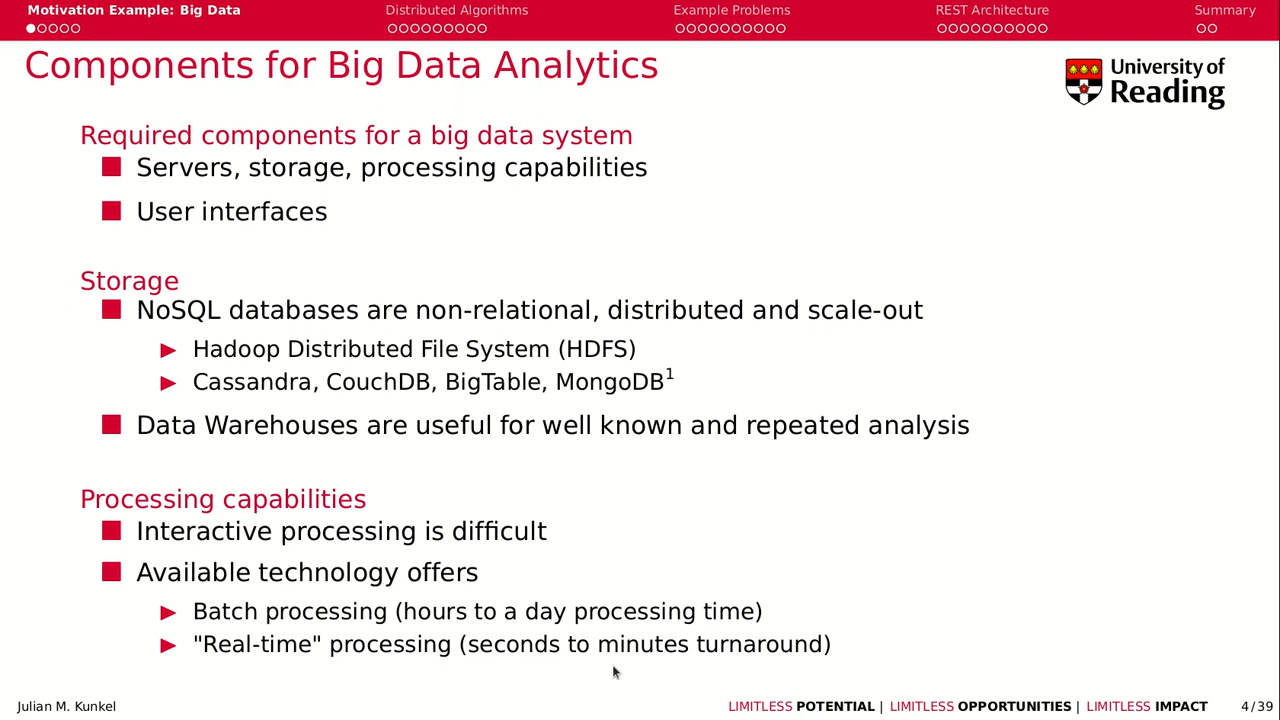 Motivation Example: Big Data Distributed Algorithms Example Problems REST Architecture Summary
Components for Big Data Analytics
University of
Reading
Required components for a big data system
Servers, storage, processing capabilities
User interfaces
Storage
NoSQL databases are non-relational, distributed and scale-out
Hadoop Distributed File System (HDFS)
Cassandra, CouchDB, BigTable, MongoDB¹
Data Warehouses are useful for well known and repeated analysis
Processing capabilities
Interactive processing is difficult
Available technology offers
Batch processing (hours to a day processing time)
"Real-time" processing (seconds to minutes turnaround)
Julian M. Kunkel LIMITLESS POTENTIAL | LIMITLESS OPPORTUNITIES | LIMITLESS IMPACT 4/39